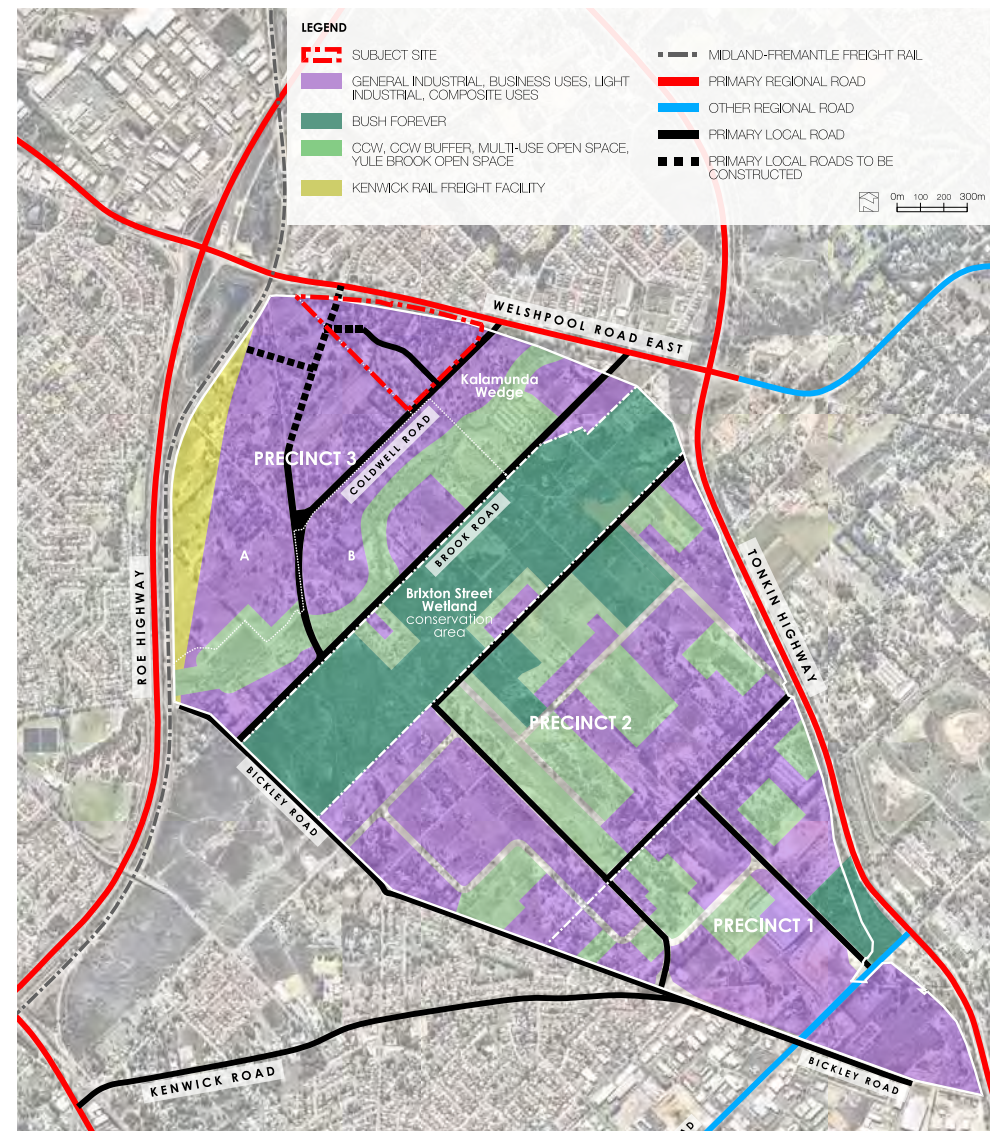 LEGEND
SUBJECT SITE
GENERAL INDUSTRIAL, BUSINESS USES, LIGHT
INDUSTRIAL, COMPOSITE USES
BUSH FOREVER
CCW, CCW BUFFER, MULTI-USE OPEN SPACE,
YULE BROOK OPEN SPACE
KENWICK RAIL FREIGHT FACILITY
MIDLAND-FREMANTLE FREIGHT RAIL
PRIMARY REGIONAL ROAD
OTHER REGIONAL ROAD
PRIMARY LOCAL ROAD
PRIMARY LOCAL ROADS TO BE
CONSTRUCTED
0m 100 200 300m
WELSHPOOL ROAD EAST
Kalamunda
Wedge
PRECINCT 3
COLDWELL ROAD
A
B
BROOK ROAD
Brixton Street
Wetland
conservation
area
ROE HIGHWAY
TONKIN HIGHWAY
PRECINCT 2
BICKLEY ROAD
PRECINCT 1
KENWICK ROAD
BICKLEY ROAD